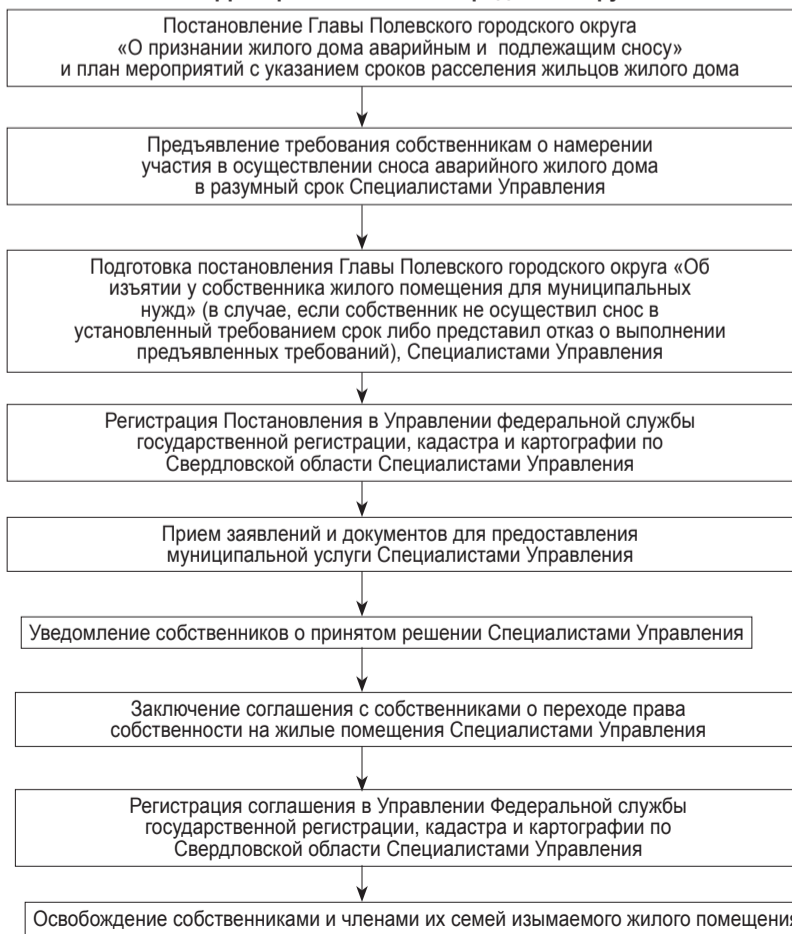 Постановление Главы Полевского городского округа
«О признании жилого дома аварийным и подлежащим сносу»
и план мероприятий с указанием сроков расселения жильцов жилого дома
Предъявление требования собственникам о намерении
участия в осуществлении сноса аварийного жилого дома
в разумный срок Специалистами Управления
Подготовка постановления Главы Полевского городского округа «Об
изъятии у собственника жилого помещения для муниципальных
нужд» (в случае, если собственник не осуществил снос в
установленный требованием срок либо представил отказ о выполнении
предъявленных требований), Специалистами Управления
Регистрация Постановления в Управлении федеральной службы
государственной регистрации, кадастра и картографии по
Свердловской области Специалистами Управления
Прием заявлений и документов для предоставления
муниципальной услуги Специалистами Управления
Уведомление собственников о принятом решении Специалистами Управления
Заключение соглашения с собственниками о переходе права
собственности на жилые помещения Специалистами Управления
Регистрация соглашения в Управлении Федеральной службы
государственной регистрации, кадастра и картографии по
Свердловской области Специалистами Управления
Освобождение собственниками и членами их семей изымаемого жилого помещения